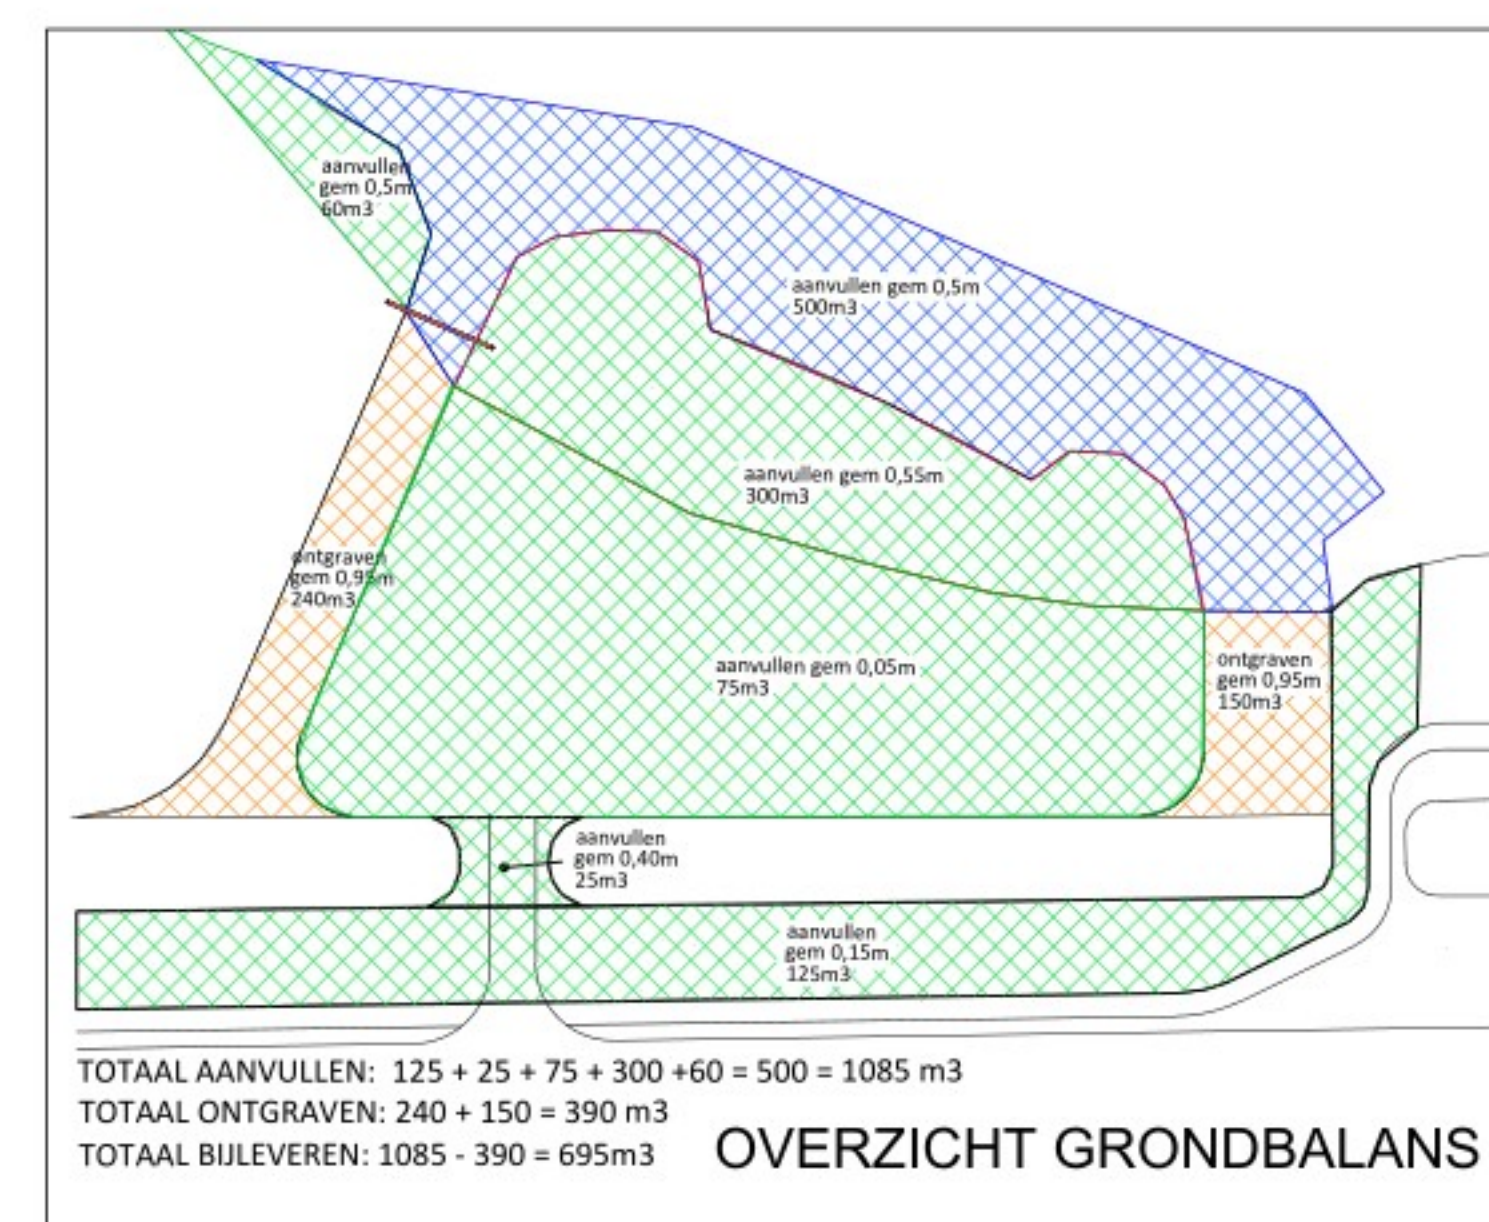 aanvullen
gem 0,5m
60m3
aanvullen gem 0,5m
500m3
aanvullen gem 0,55m
300m3
ontgraven
gem 0,95m
240m3
aanvullen gem 0,05m
75m3
ontgraven
gem 0,95m
150m3
aanvullen
gem 0,40m
25m3
aanvullen
gem 0,15m
125m3
TOTAAL AANVULLEN: 125 + 25 + 75 + 300 +60 = 500 = 1085 m3
TOTAAL ONTGRAVEN: 240 + 150 = 390 m3
TOTAAL BIJLEVEREN: 1085 - 390 = 695m3
OVERZICHT GRONDBALANS